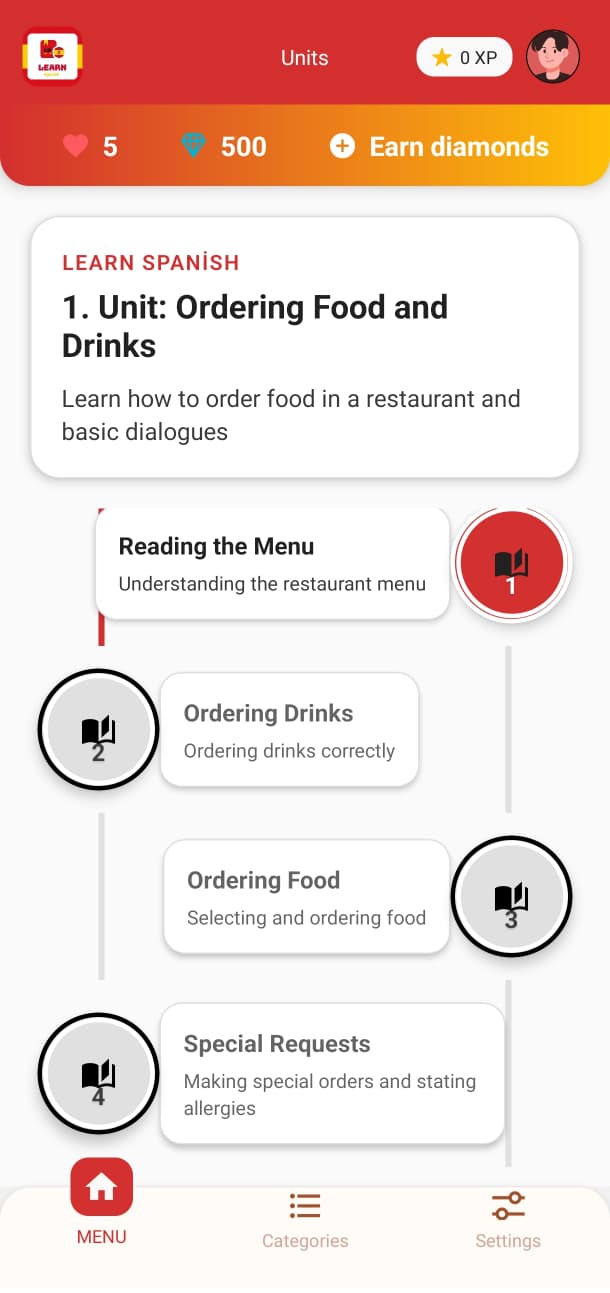 LEARN
Units
0 XP
5
500
Earn diamonds
LEARN SPANİSH
1. Unit: Ordering Food and
Drinks
Learn how to order food in a restaurant and
basic dialogues
Reading the Menu
Understanding the restaurant menu
1
Ordering Drinks
Ordering drinks correctly
2
Ordering Food
Selecting and ordering food
3
Special Requests
Making special orders and stating
allergies
4
MENU
Categories
Settings